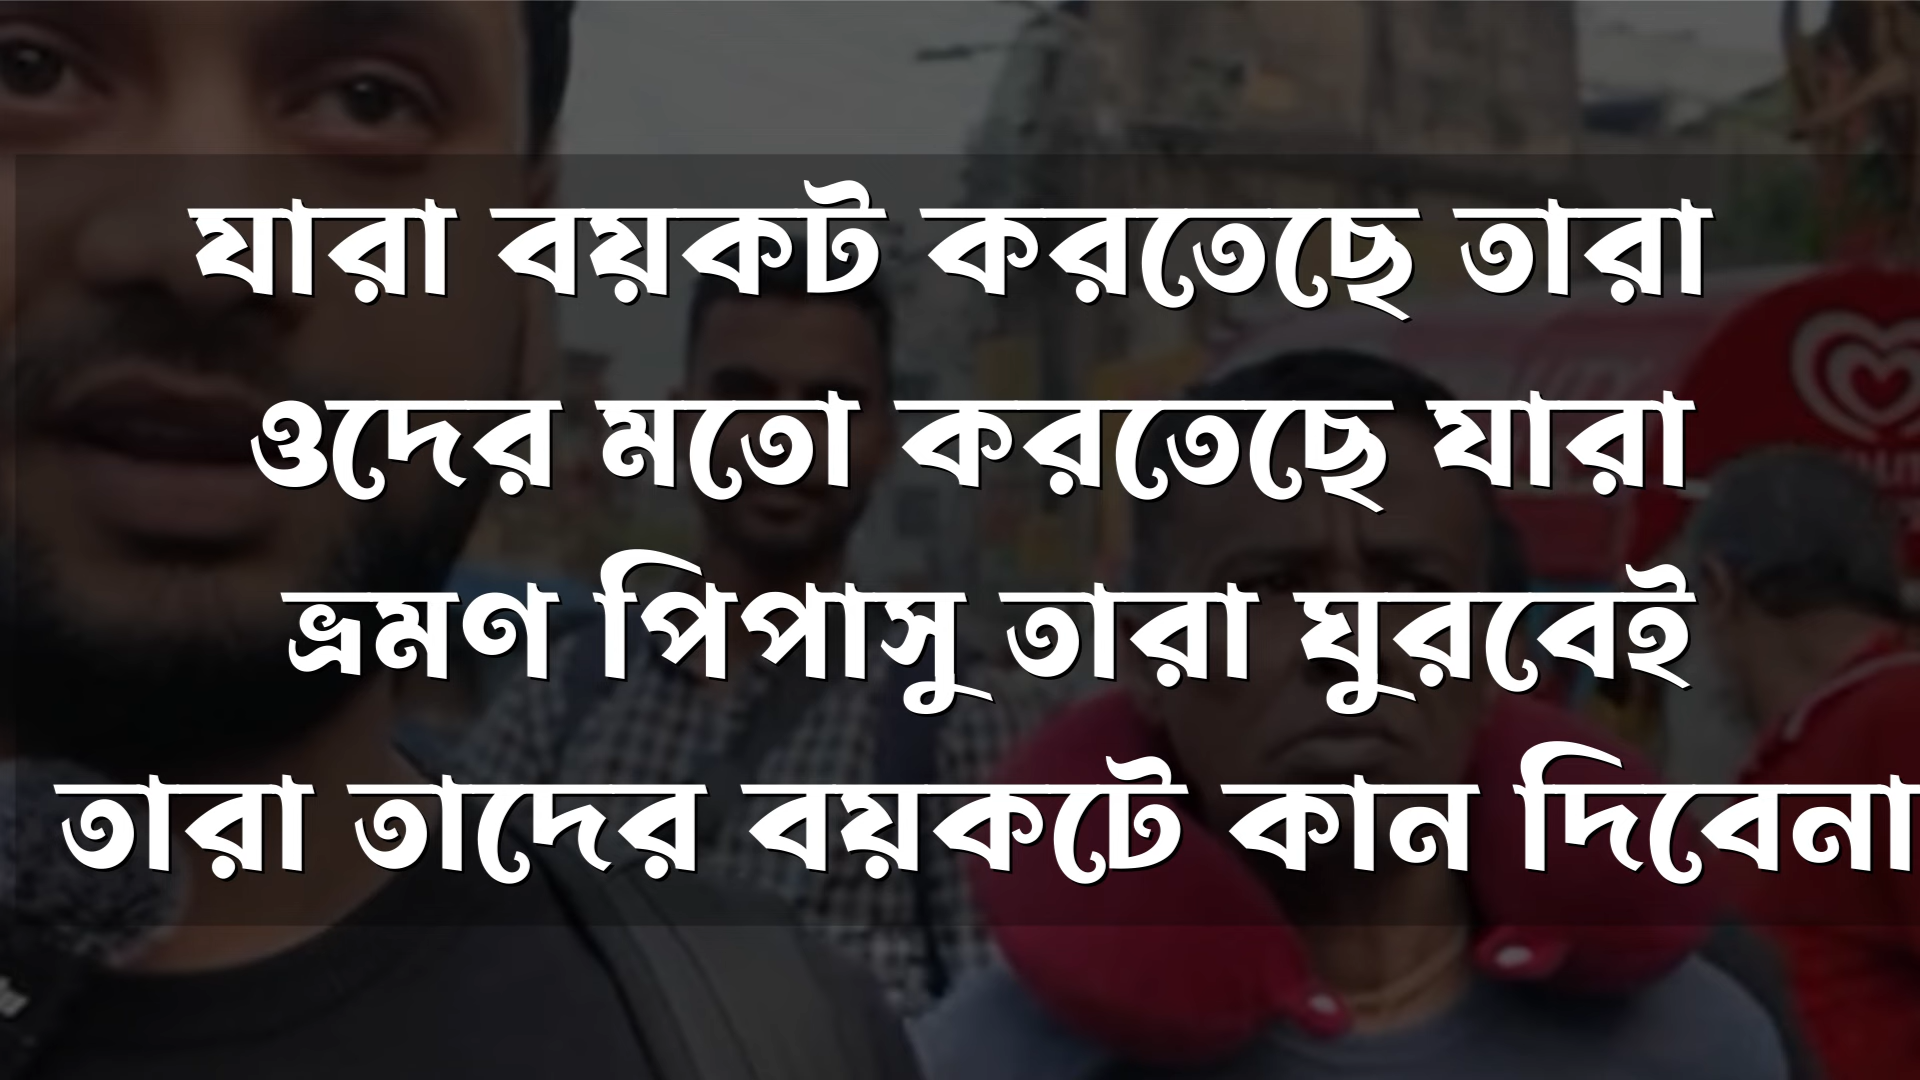 যারা বয়কট করতেছে তারা
ওদের মতো করতেছে যারা
ভ্রমণ পিপাসু তারা ঘুরবেই
তারা তাদের বয়কটে কান দিবেনা